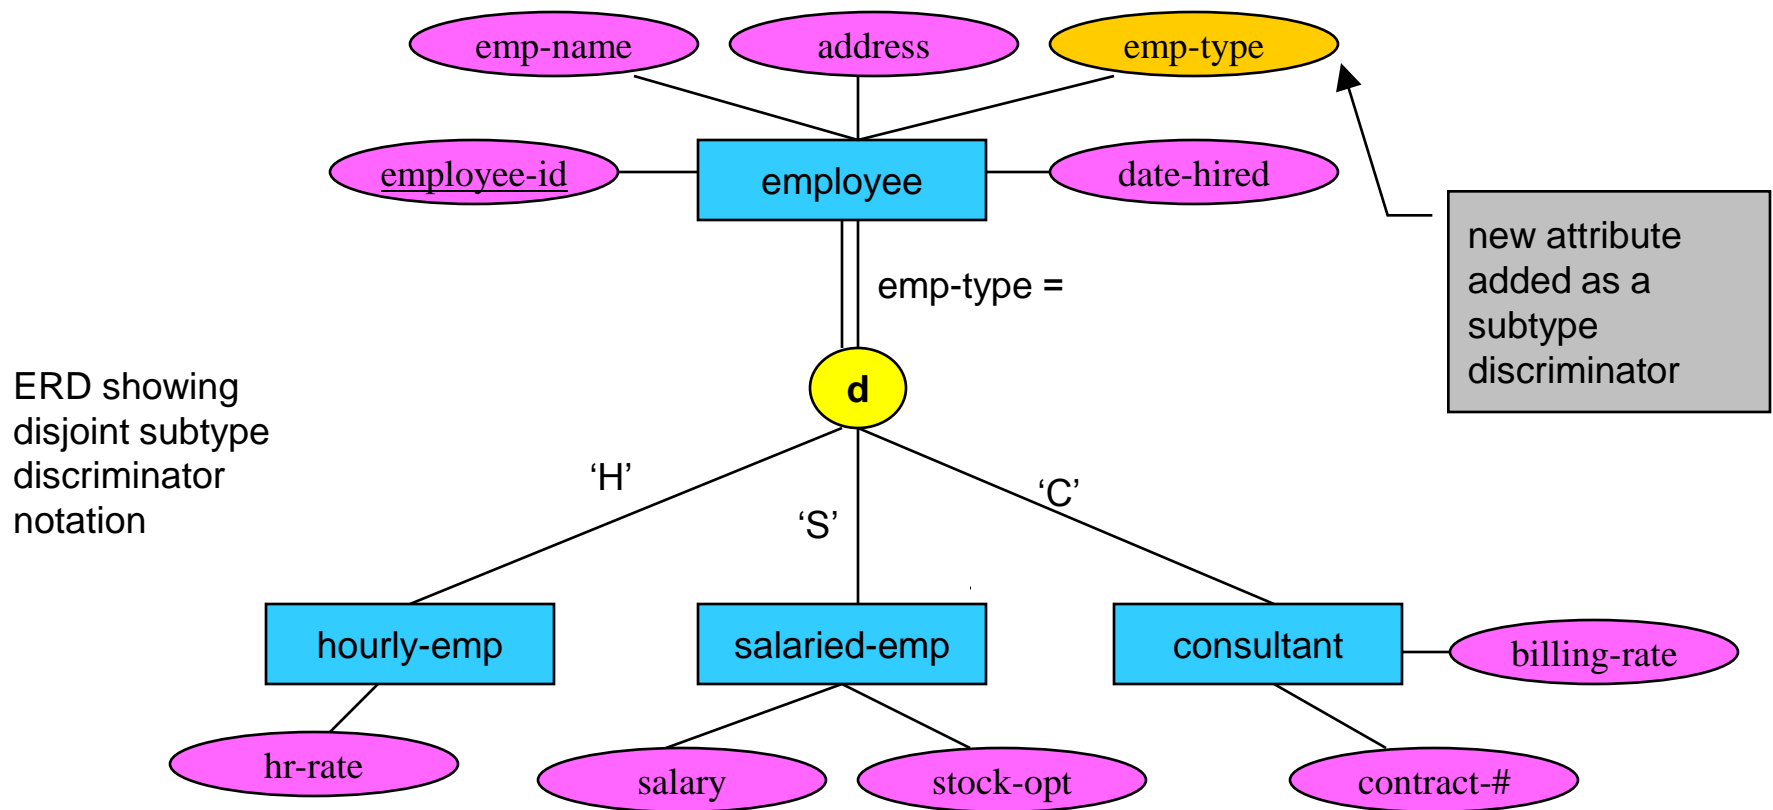 emp-name
address
emp-type
employee-id
employee
date-hired
new attribute
added as a
subtype
discriminator
emp-type =
ERD showing
disjoint subtype
discriminator
notation
d
‘H’
‘S’
‘C’
hourly-emp
salaried-emp
consultant
billing-rate
hr-rate
salary
stock-opt
contract-#